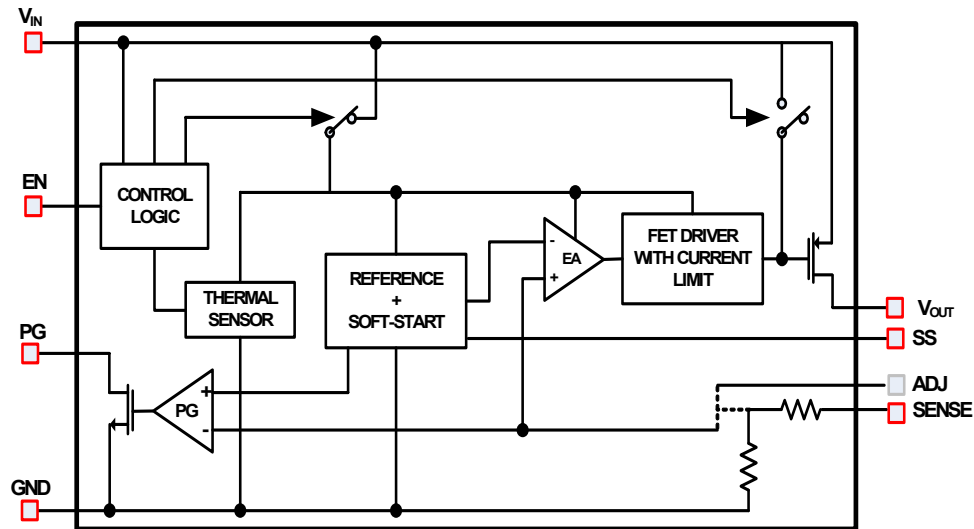 VIN
EN
CONTROL
LOGIC
THERMAL
SENSOR
REFERENCE
+
SOFT-START
-
EA
+
FET DRIVER
WITH CURRENT
LIMIT
VOUT
SS
ADJ
SENSE
PG
+
PG
-
GND